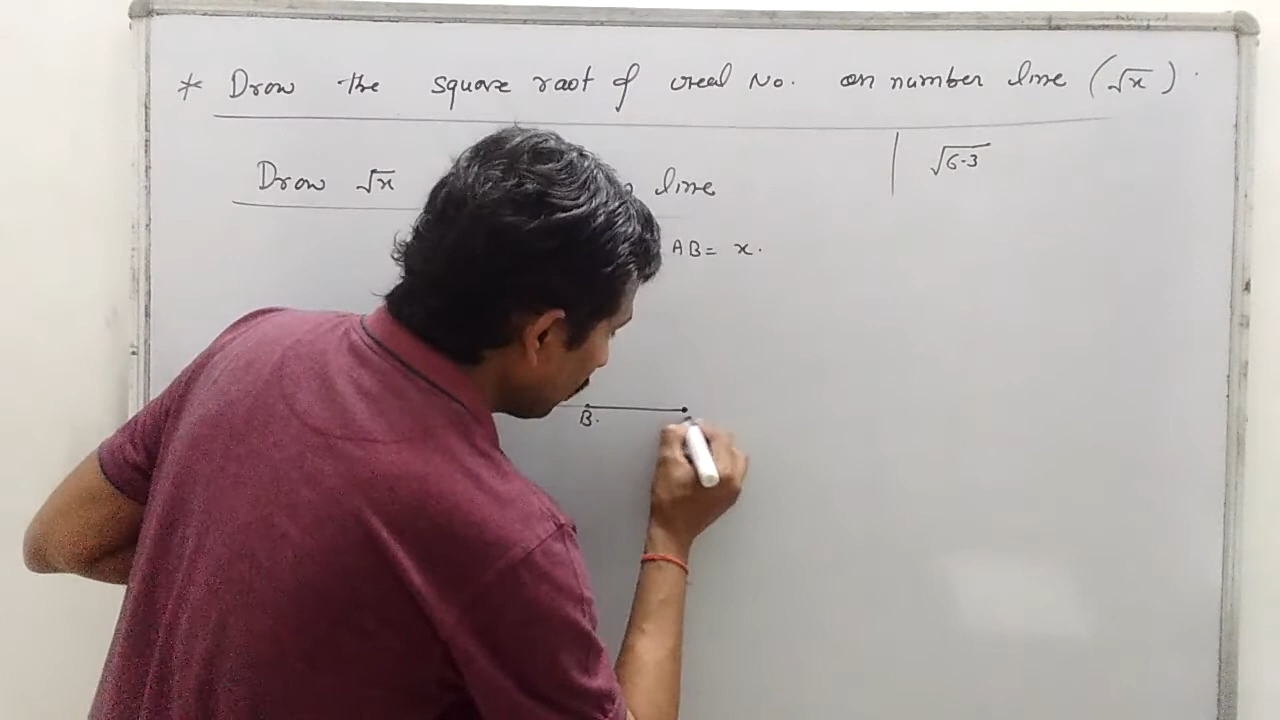 * Drow the square root of real No. on number line (√x).
Drow √x line
√6.3
AB = x.
B.